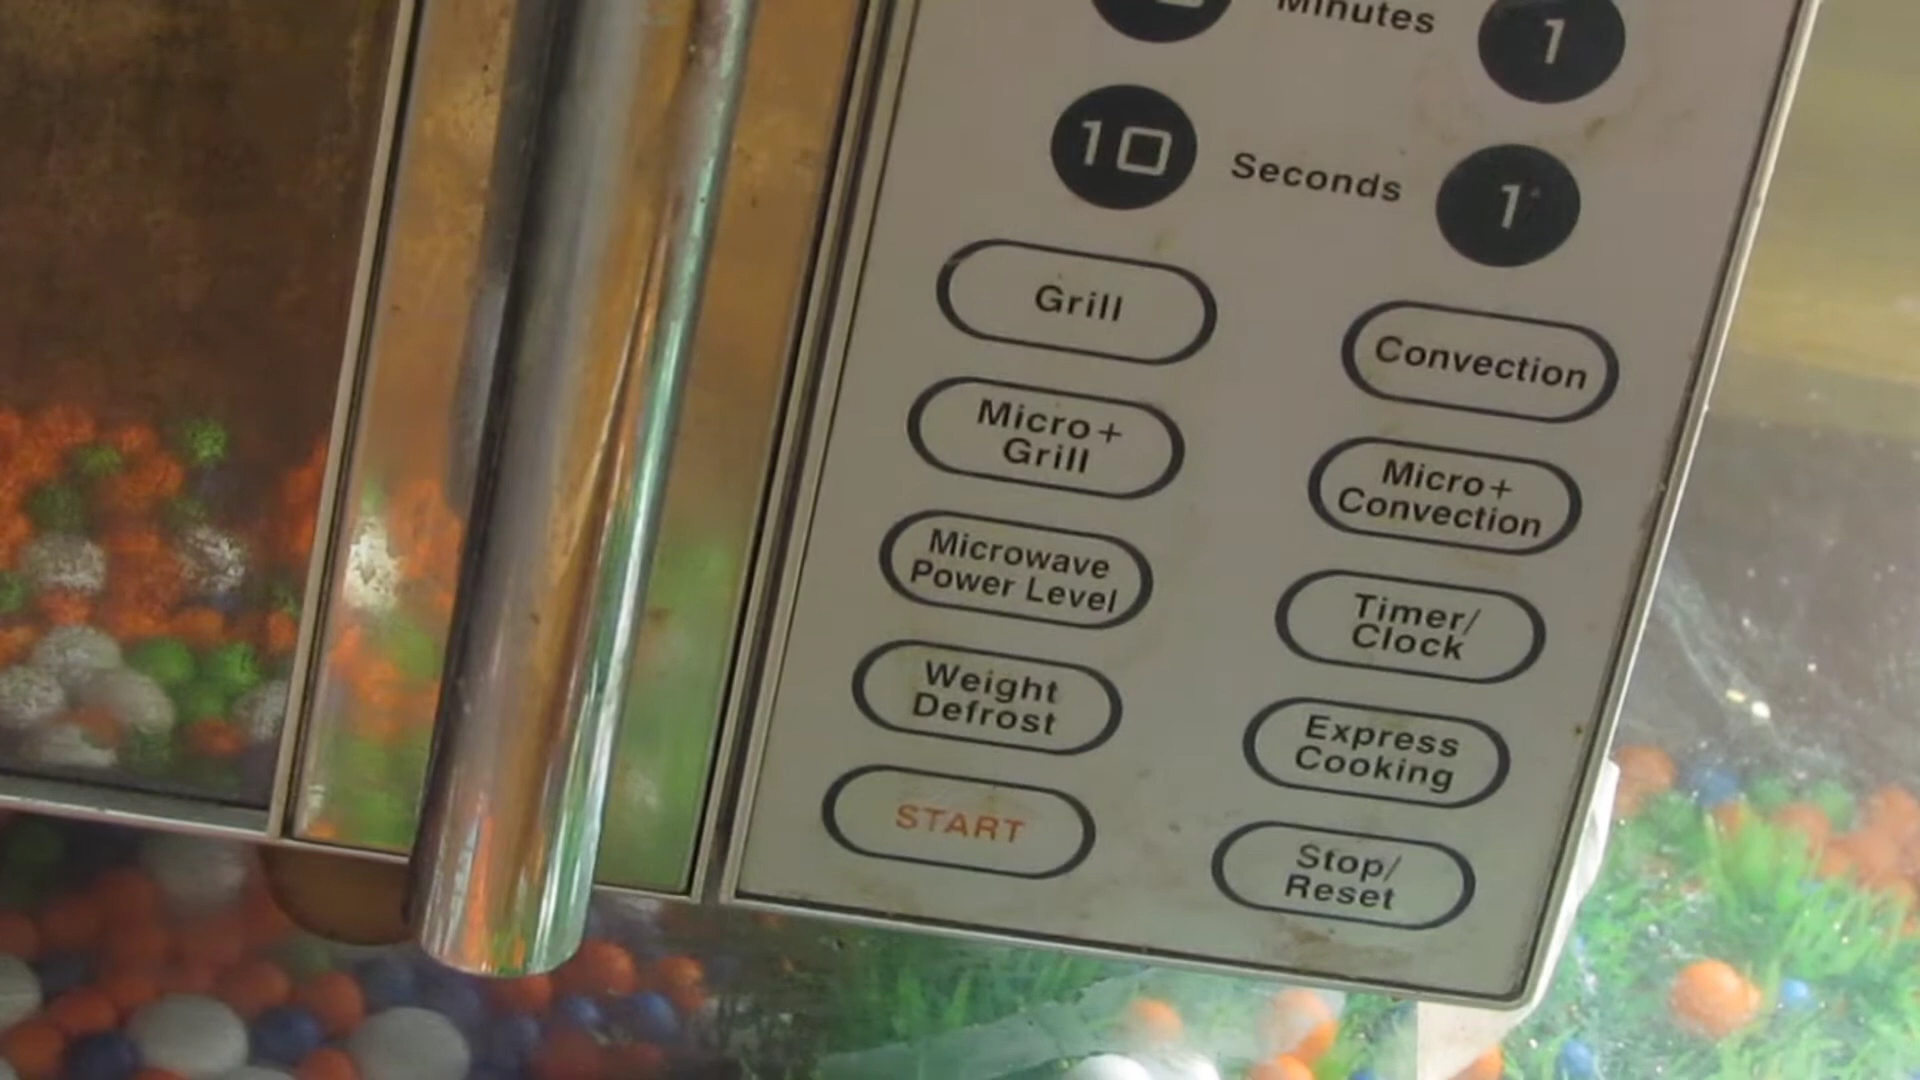 Minutes
1
10
Seconds
1
Grill
Convection
Micro+
Grill
Micro+
Convection
Microwave
Power Level
Timer/
Clock
Weight
Defrost
Express
Cooking
START
Stop/
Reset